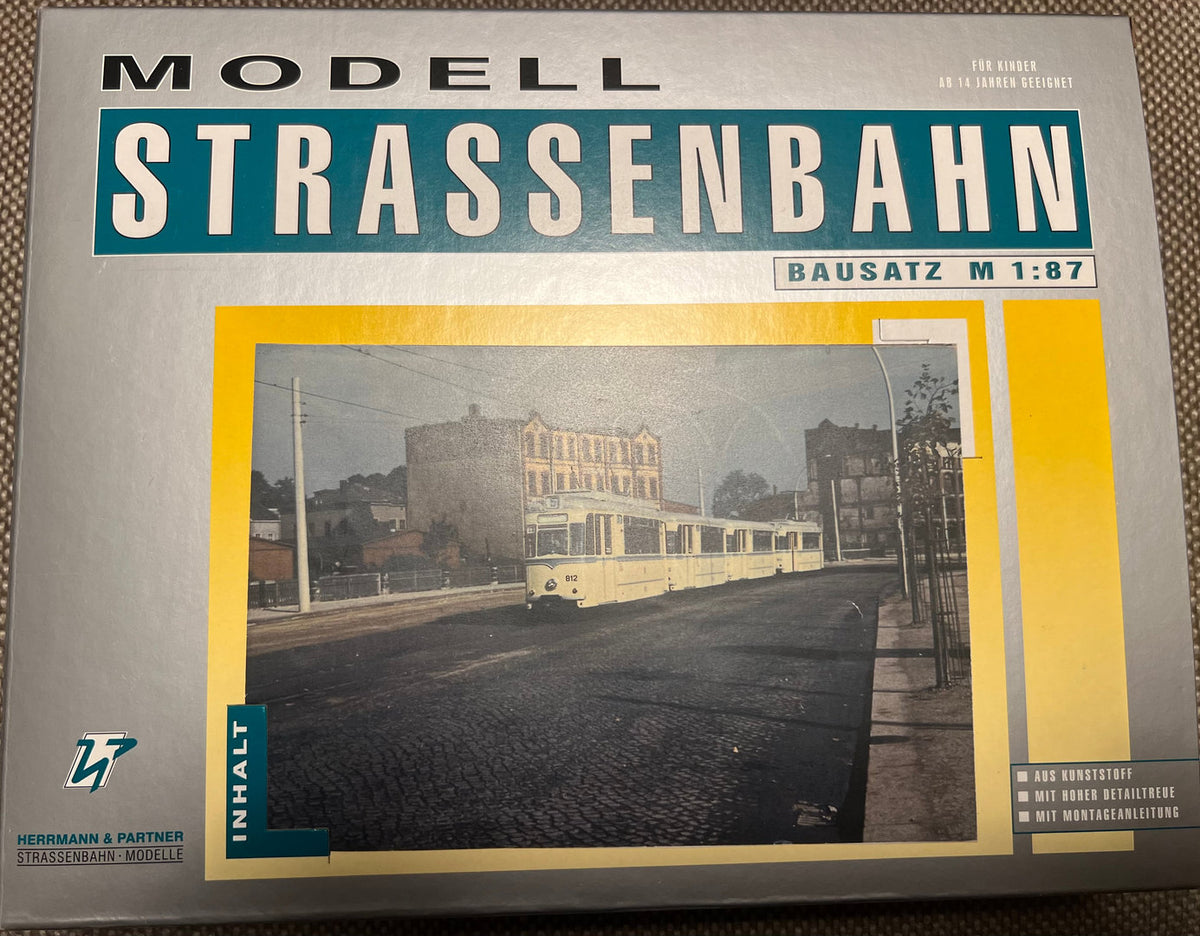 MODELL
FÜR KINDER
AB 14 JAHREN GEEIGNET
STRASSENBAHN
BAUSATZ M 1:87
812
INHALT
AUS KUNSTSTOFF
MIT HOHER DETAILTREUE
MIT MONTAGEANLEITUNG
HERRMANN & PARTNER
STRASSENBAHN · MODELLE